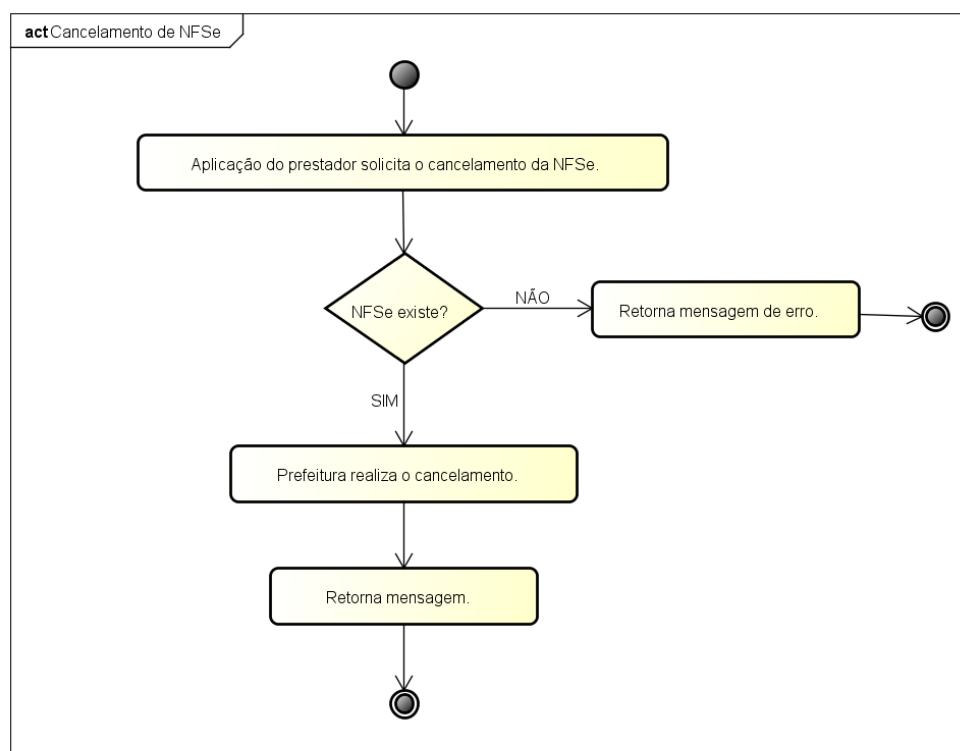 act Cancelamento de NFSe
Aplicação do prestador solicita o cancelamento da NFSe.
NFSe existe?
NÃO
Retorna mensagem de erro.
SIM
Prefeitura realiza o cancelamento.
Retorna mensagem.